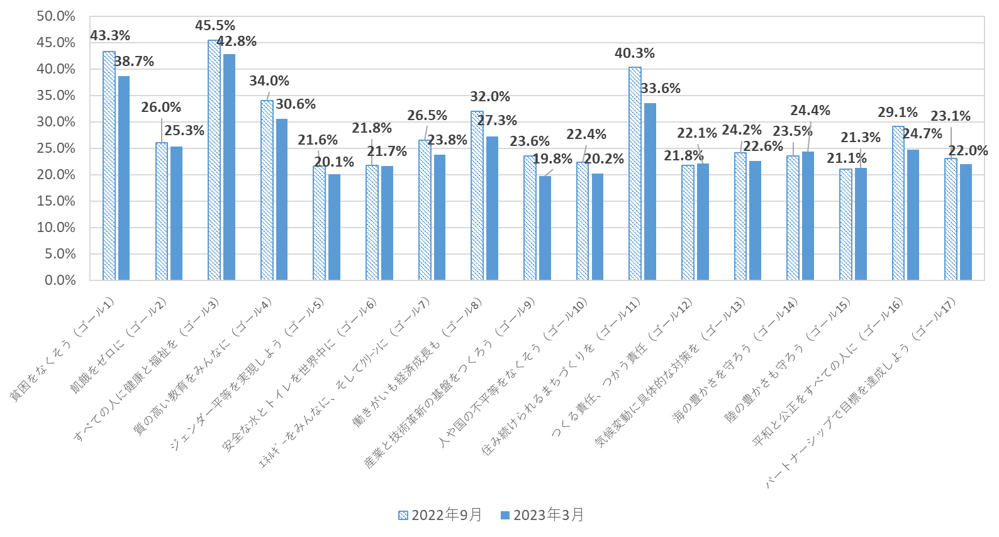 50.0%
45.0%
40.0%
35.0%
30.0%
25.0%
20.0%
15.0%
10.0%
5.0%
0.0%
43.3%
38.7%
26.0%
25.3%
45.5%
42.8%
34.0%
30.6%
21.6%
20.1%
21.8%
21.7%
26.5%
23.8%
32.0%
27.3%
23.6%
19.8%
22.4%
20.2%
40.3%
33.6%
21.8%
22.1%
24.2%
22.6%
23.5%
24.4%
21.1%
21.3%
29.1%
24.7%
23.1%
22.0%
貧困をなくそう（ゴール1）
飢餓をゼロに（ゴール2）
すべての人に健康と福祉を（ゴール3）
質の高い教育をみんなに（ゴール4）
ジェンダー平等を実現しよう（ゴール5）
安全な水とトイレを世界中に（ゴール6）
ｴﾈﾙｷﾞｰをみんなに、そしてｸﾘｰﾝに（ゴール7）
働きがいも経済成長も（ゴール8）
産業と技術革新の基盤をつくろう（ゴール9）
人や国の不平等をなくそう（ゴール10）
住み続けられるまちづくりを（ゴール11）
つくる責任、つかう責任（ゴール12）
気候変動に具体的な対策を（ゴール13）
海の豊かさを守ろう（ゴール14）
陸の豊かさも守ろう（ゴール15）
平和と公正をすべての人に（ゴール16）
パートナーシップで目標を達成しよう（ゴール17）
2022年9月
2023年3月